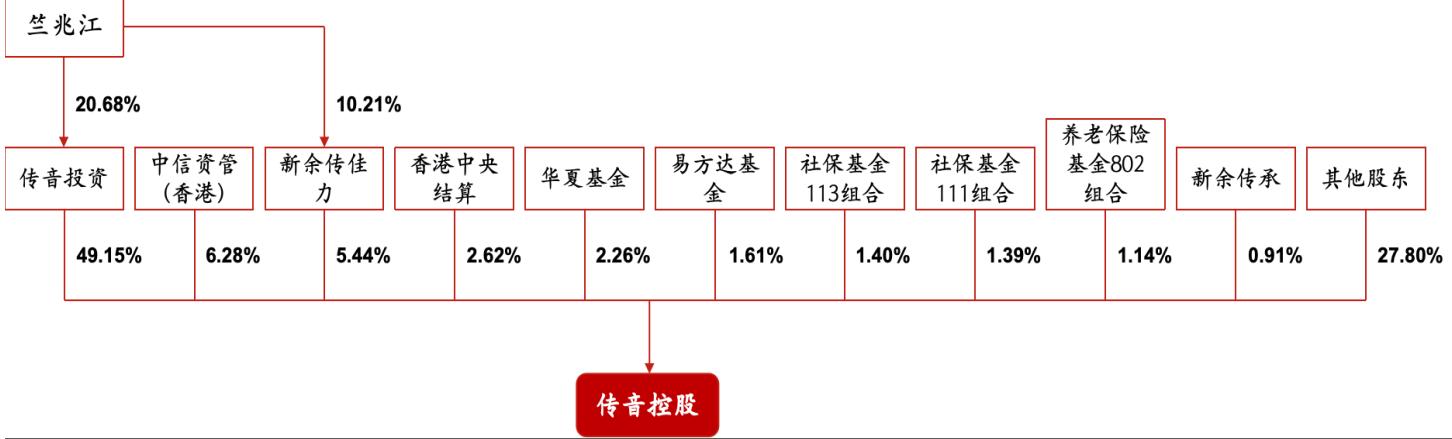 竺兆江
20.68%
10.21%
传音投资
中信资管
（香港）
新余传佳
力
香港中央
结算
华夏基金
易方达基
金
社保基金
113组合
社保基金
111组合
养老保险
基金802
组合
新余传承
其他股东
49.15%
6.28%
5.44%
2.62%
2.26%
1.61%
1.40%
1.39%
1.14%
0.91%
27.80%
传音控股